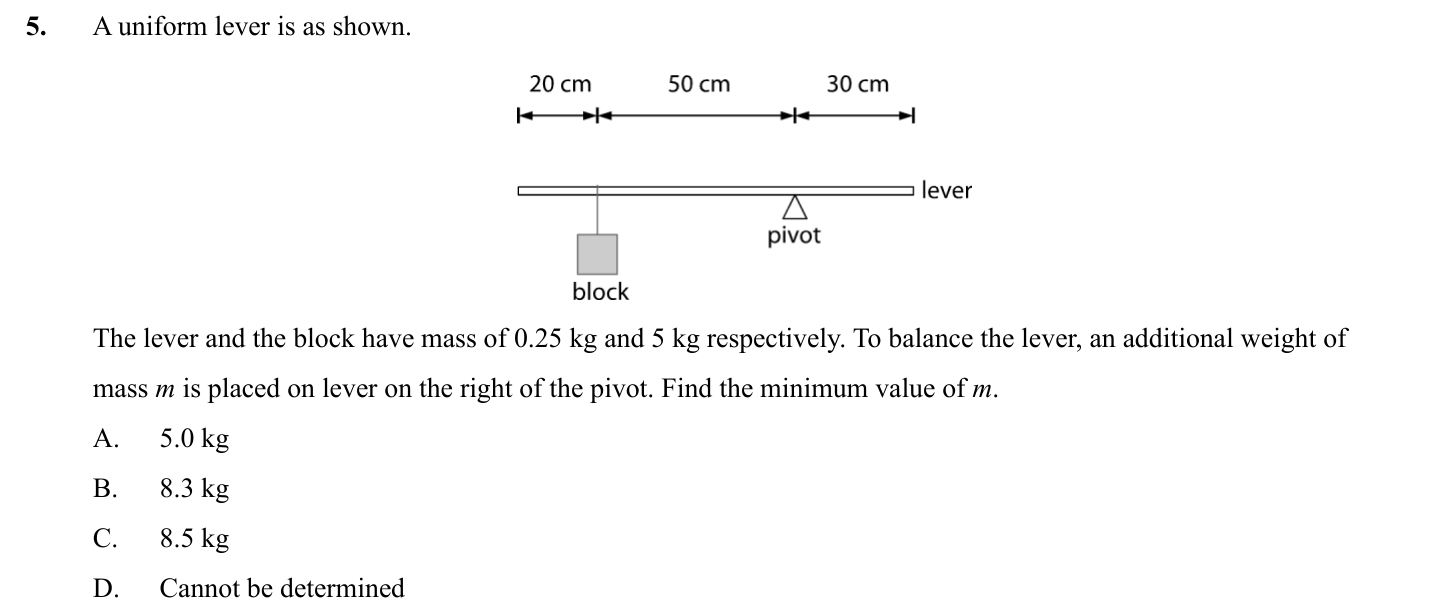 5. A uniform lever is as shown.
20 cm 50 cm 30 cm
lever
pivot
block
The lever and the block have mass of 0.25 kg and 5 kg respectively. To balance the lever, an additional weight of
mass m is placed on lever on the right of the pivot. Find the minimum value of m.
A. 5.0 kg
B. 8.3 kg
C. 8.5 kg
D. Cannot be determined